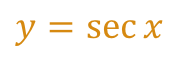 y = sec x